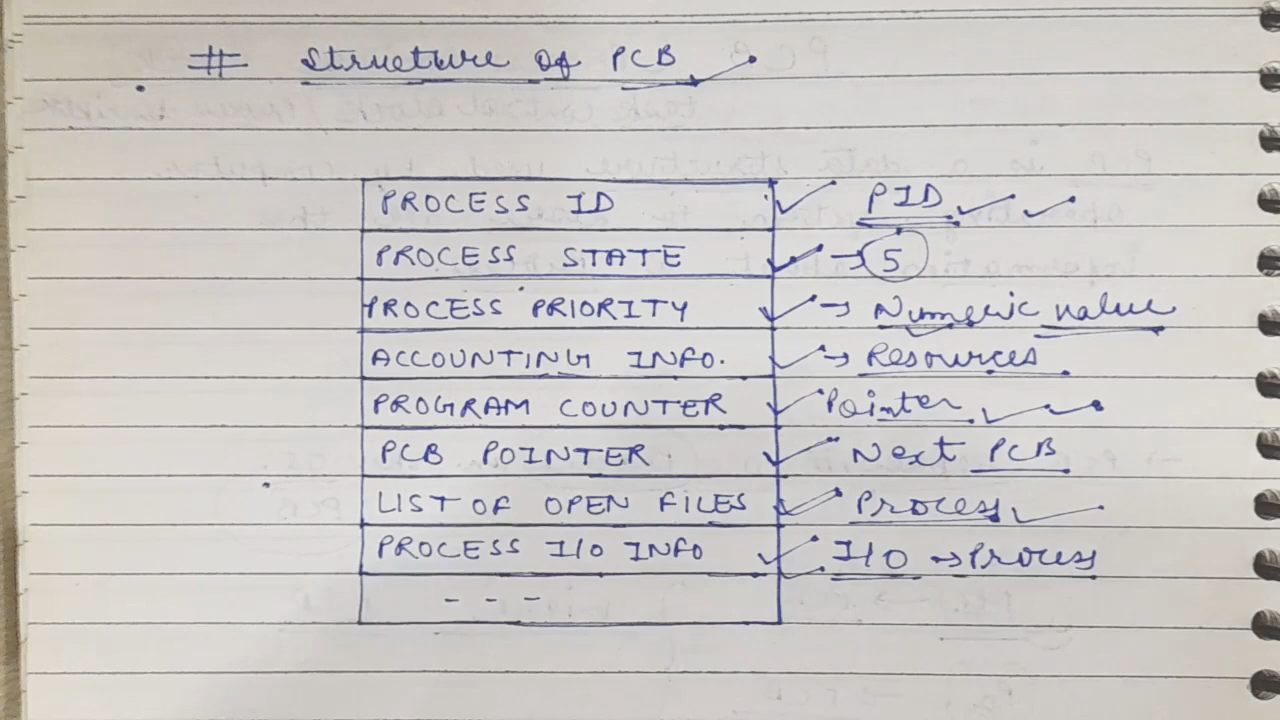 # Structure of PCB
PROCESS ID PID
PROCESS STATE → 5
PROCESS PRIORITY → Numeric value
ACCOUNTING INFO. → Resources
PROGRAM COUNTER Pointer
PCB POINTER Next PCB
LIST OF OPEN FILES Process
PROCESS I/O INFO I/O → Process
- - -